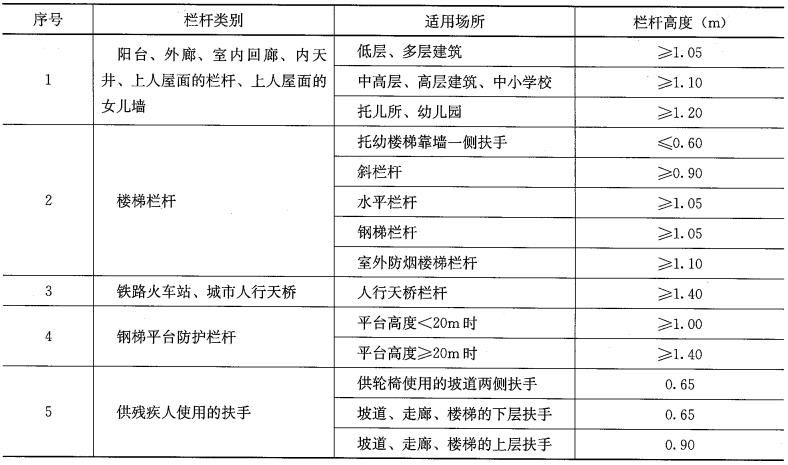 序号 栏杆类别 适用场所 栏杆高度（m）
1 阳台、外廊、室内回廊、内天井、上人屋面的栏杆、上人屋面的女儿墙 低层、多层建筑 ≥1.05
中高层、高层建筑、中小学校 ≥1.10
托儿所、幼儿园 ≥1.20
2 楼梯栏杆 托幼楼梯靠墙一侧扶手 ≤0.60
斜栏杆 ≥0.90
水平栏杆 ≥1.05
钢梯栏杆 ≥1.05
室外防烟楼梯栏杆 ≥1.10
3 铁路火车站、城市人行天桥 人行天桥栏杆 ≥1.40
4 钢梯平台防护栏杆 平台高度＜20m时 ≥1.00
平台高度≥20m时 ≥1.40
5 供残疾人使用的扶手 供轮椅使用的坡道两侧扶手 0.65
坡道、走廊、楼梯的下层扶手 0.65
坡道、走廊、楼梯的上层扶手 0.90